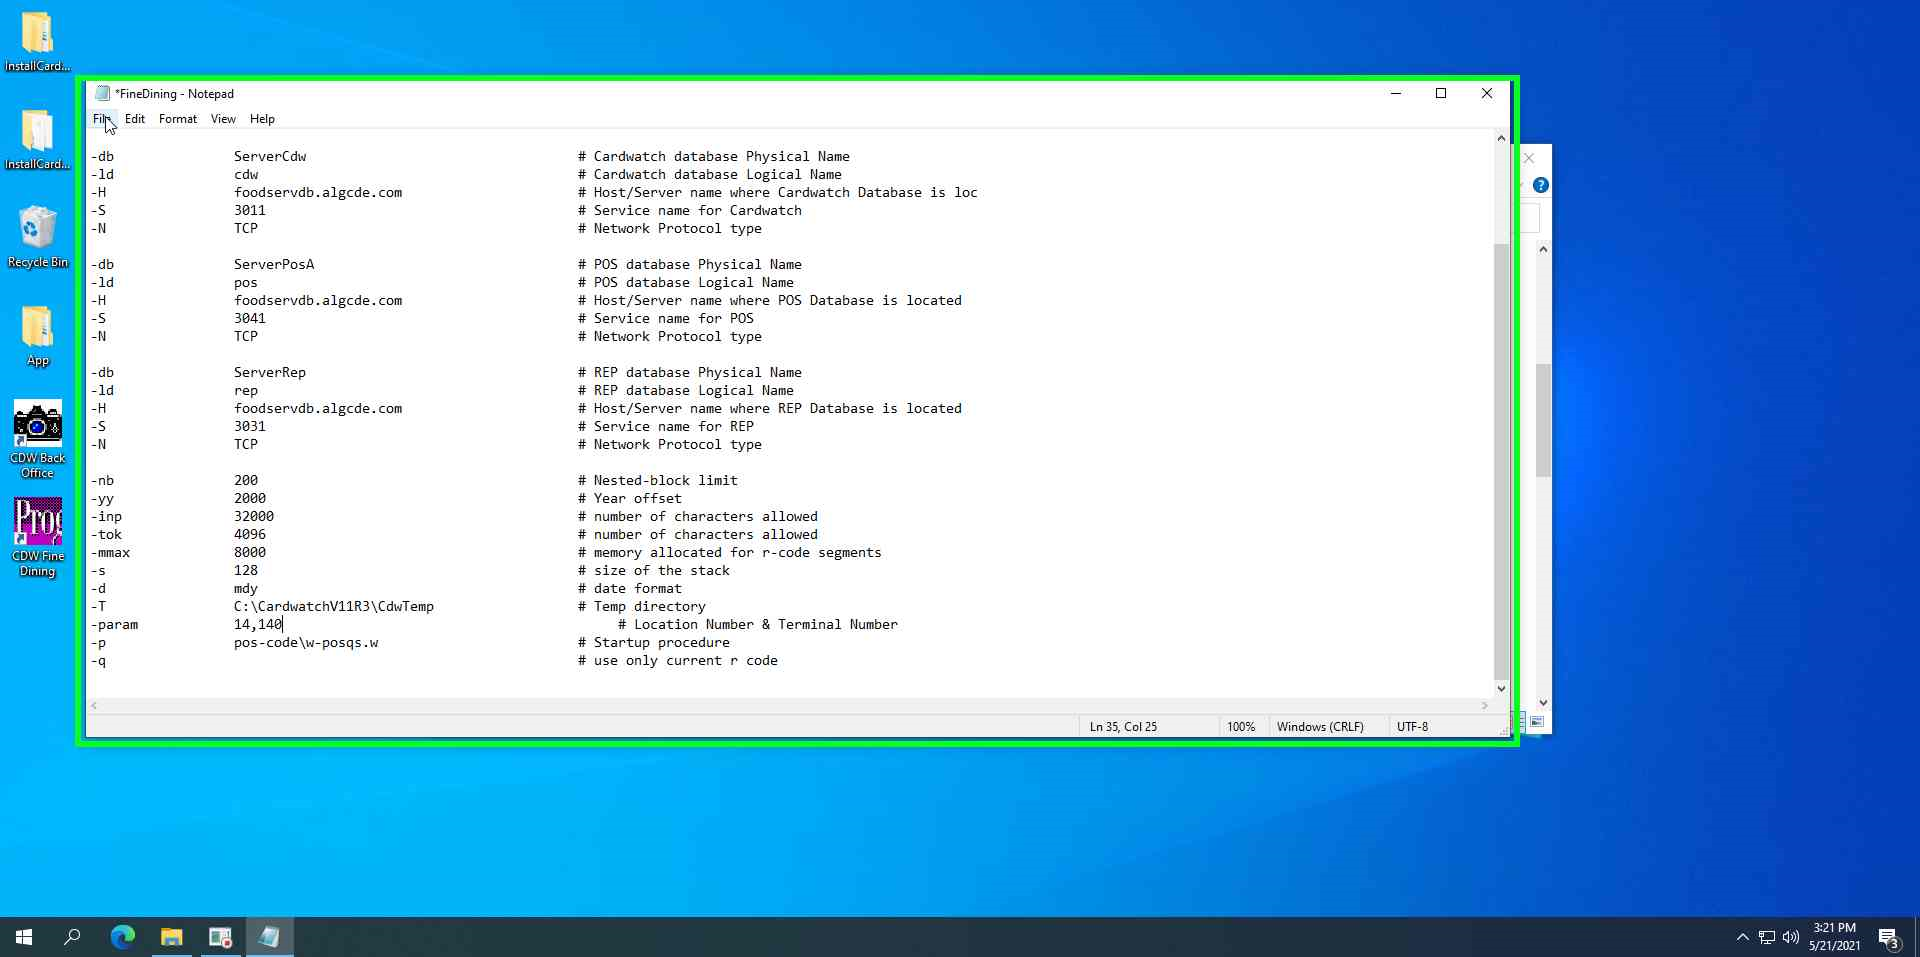 InstallCard...
InstallCard...
Recycle Bin
App
CDW Back
Office
Prog
CDW Fine
Dining
*FineDining - Notepad
File Edit Format View Help
-db ServerCdw # Cardwatch database Physical Name
-ld cdw # Cardwatch database Logical Name
-H foodservdb.algcde.com # Host/Server name where Cardwatch Database is loc
-S 3011 # Service name for Cardwatch
-N TCP # Network Protocol type
-db ServerPosA # POS database Physical Name
-ld pos # POS database Logical Name
-H foodservdb.algcde.com # Host/Server name where POS Database is located
-S 3041 # Service name for POS
-N TCP # Network Protocol type
-db ServerRep # REP database Physical Name
-ld rep # REP database Logical Name
-H foodservdb.algcde.com # Host/Server name where REP Database is located
-S 3031 # Service name for REP
-N TCP # Network Protocol type
-nb 200 # Nested-block limit
-yy 2000 # Year offset
-inp 32000 # number of characters allowed
-tok 4096 # number of characters allowed
-mmax 8000 # memory allocated for r-code segments
-s 128 # size of the stack
-d mdy # date format
-T C:\CardwatchV11R3\CdwTemp # Temp directory
-param 14,140 # Location Number & Terminal Number
-p pos-code\w-posqs.w # Startup procedure
-q # use only current r code
Ln 35, Col 25 100% Windows (CRLF) UTF-8
3:21 PM
5/21/2021
3